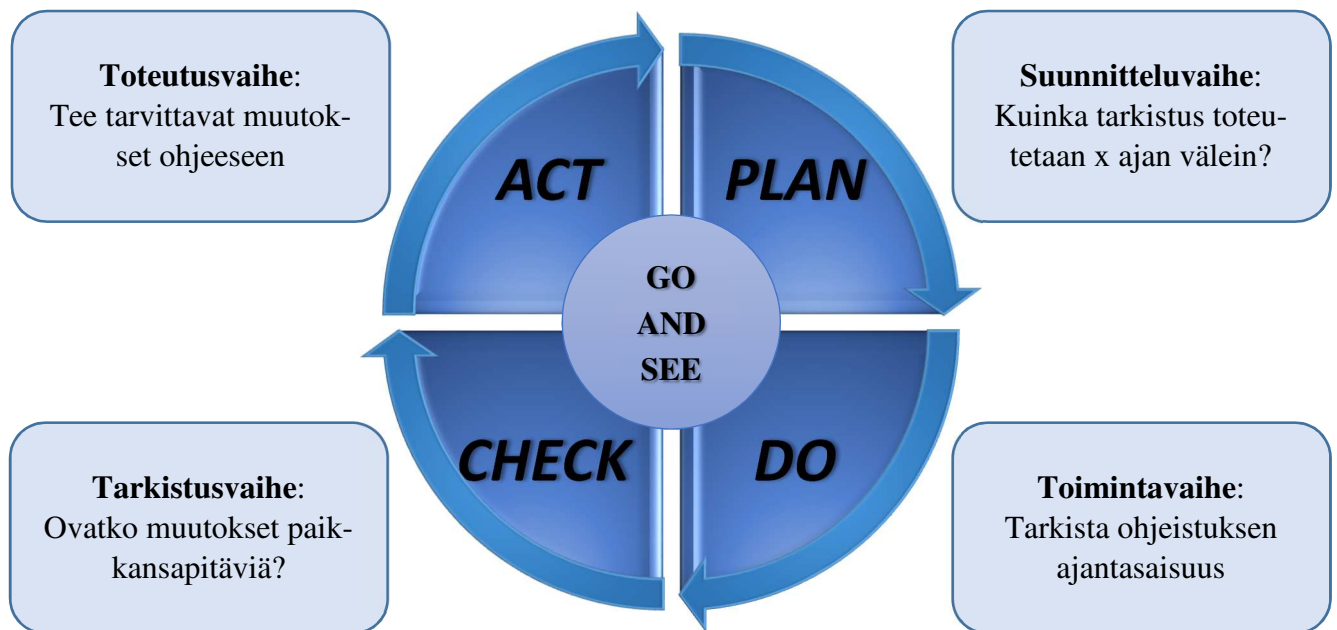 Toteutusvaihe:
Tee tarvittavat muutok-
set ohjeeseen
ACT
PLAN
Suunnitteluvaihe:
Kuinka tarkistus toteu-
tetaan x ajan välein?
GO
AND
SEE
Tarkistusvaihe:
Ovatko muutokset paik-
kansapitäviä?
CHECK
DO
Toimintavaihe:
Tarkista ohjeistuksen
ajantasaisuus